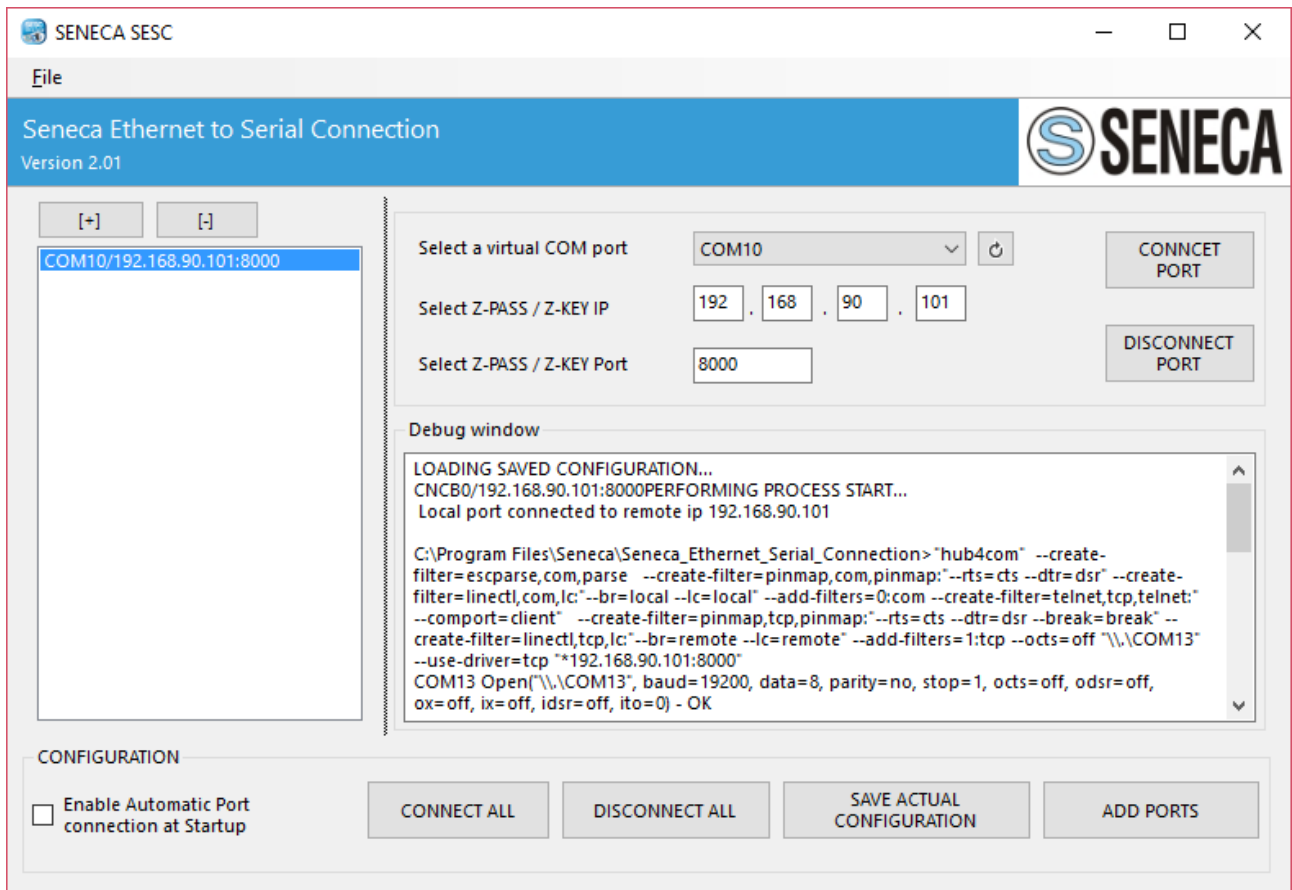 SENECA SESC
File
Seneca Ethernet to Serial Connection
Version 2.01
SENECA
[+]
[-]
COM10/192.168.90.101:8000
Select a virtual COM port
COM10
CONNCET
PORT
Select Z-PASS / Z-KEY IP
192 . 168 . 90 . 101
Select Z-PASS / Z-KEY Port
8000
DISCONNECT
PORT
Debug window
LOADING SAVED CONFIGURATION...
CNCB0/192.168.90.101:8000PERFORMING PROCESS START...
Local port connected to remote ip 192.168.90.101
C:\Program Files\Seneca\Seneca_Ethernet_Serial_Connection>"hub4com" --create-
filter=escparse,com,parse --create-filter=pinmap,com,pinmap:"--rts=cts --dtr=dsr" --create-
filter=linectl,com,lc:"--br=local --lc=local" --add-filters=0:com --create-filter=telnet,tcp,telnet:"
--comport=client" --create-filter=pinmap,tcp,pinmap:"--rts=cts --dtr=dsr --break=break" --
create-filter=linectl,tcp,lc:"--br=remote --lc=remote" --add-filters=1:tcp --octs=off "\\.\COM13"
--use-driver=tcp "*192.168.90.101:8000"
COM13 Open("\\.\COM13", baud=19200, data=8, parity=no, stop=1, octs=off, odsr=off,
ox=off, ix=off, idsr=off, ito=0) - OK
CONFIGURATION
Enable Automatic Port
connection at Startup
CONNECT ALL
DISCONNECT ALL
SAVE ACTUAL
CONFIGURATION
ADD PORTS